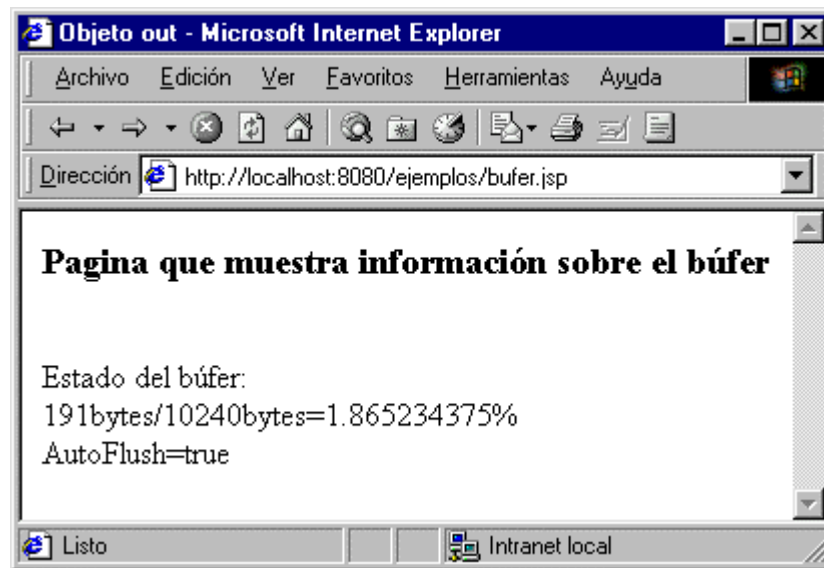 Objeto out - Microsoft Internet Explorer
Archivo Edición Ver Favoritos Herramientas Ayuda
Dirección http://localhost:8080/ejemplos/bufer.jsp
Pagina que muestra información sobre el búfer
Estado del búfer:
191bytes/10240bytes=1.865234375%
AutoFlush=true
Listo Intranet local